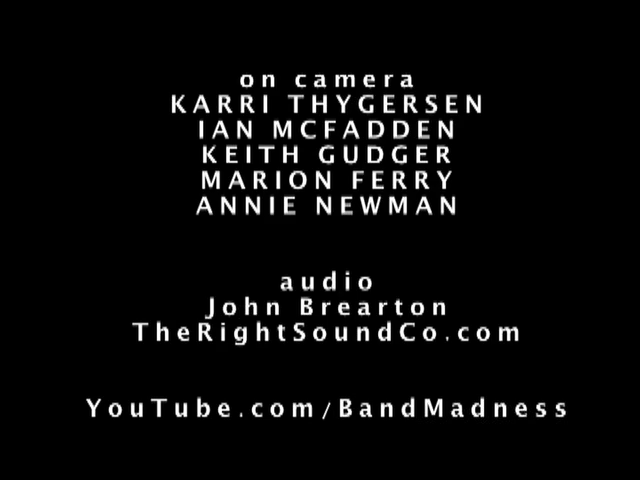 on camera
KARRI THYGERSEN
IAN MCFADDEN
KEITH GUDGER
MARION FERRY
ANNIE NEWMAN
audio
John Brearton
TheRightSoundCo.com
YouTube.com/BandMadness